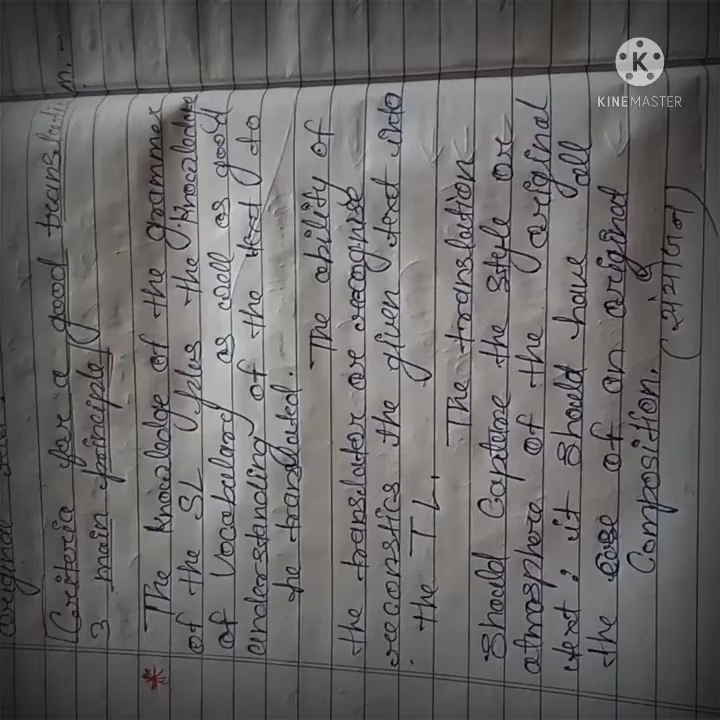 original
Criteria for a good translation. -
3 main principle
* The knowledge of the grammer
of the SL plus the knowledge
of vocabulary as well as good
understanding of the text to
be translated. -
The ability of
the translator or recognise
the given text into
the TL.
The translation
Should Capture the style or
atmosphere of the original
text; it should have all
the ease of an original
Composition.
KINEMASTER